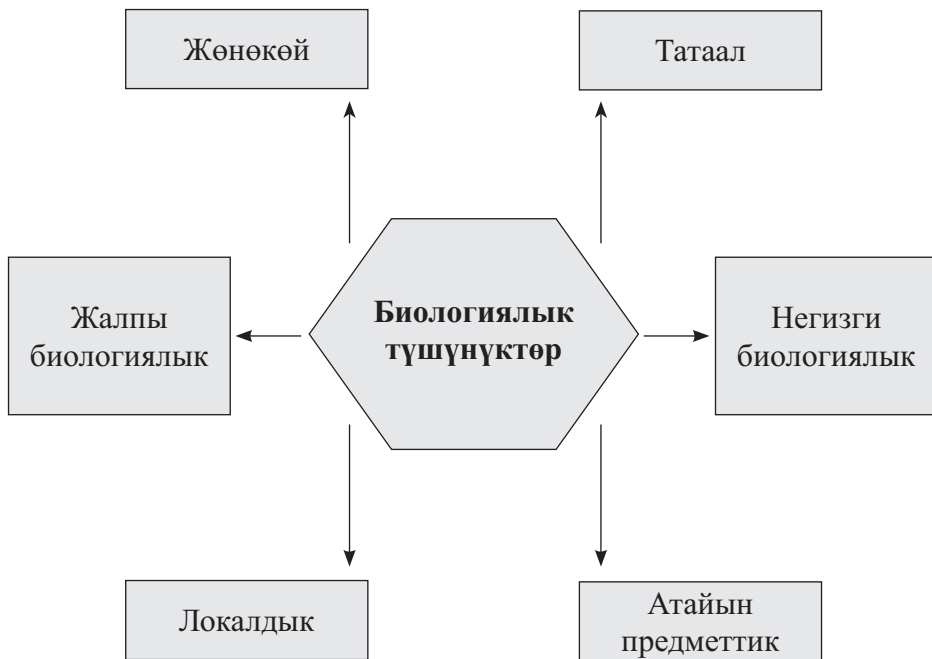 Жөнөкөй
Татаал
Жалпы
биологиялык
Биологиялык
түшүнүктөр
Негизги
биологиялык
Локалдык
Атайын
предметтик